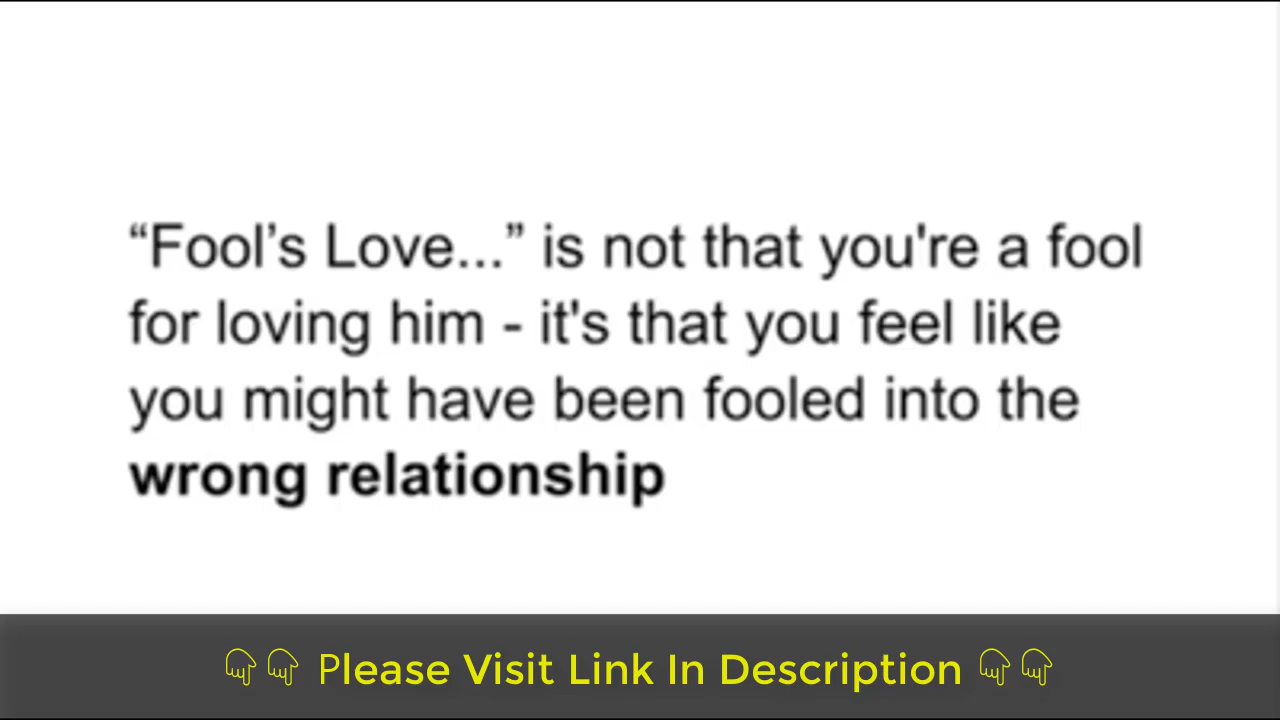 “Fool’s Love...” is not that you're a fool
for loving him - it's that you feel like
you might have been fooled into the
wrong relationship
Please Visit Link In Description